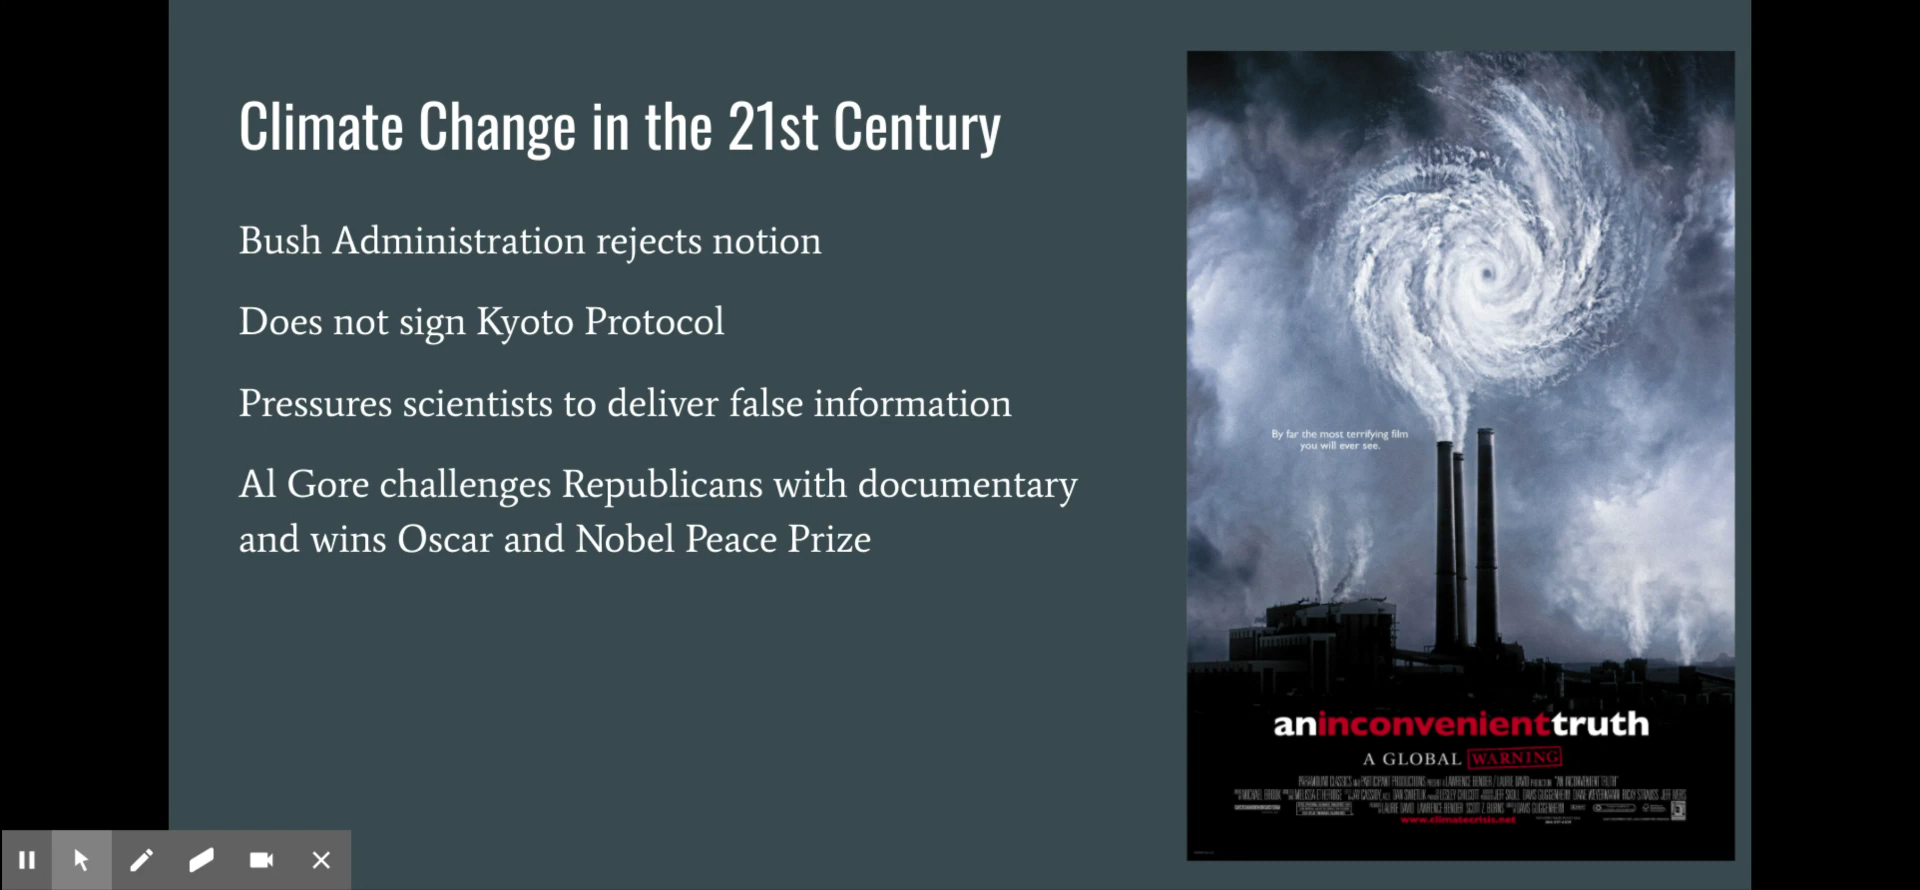 Climate Change in the 21st Century
Bush Administration rejects notion
Does not sign Kyoto Protocol
Pressures scientists to deliver false information
Al Gore challenges Republicans with documentary
and wins Oscar and Nobel Peace Prize
By far the most terrifying film
you will ever see.
aninconvenienttruth
A GLOBAL WARNING
www.climatecrisis.net